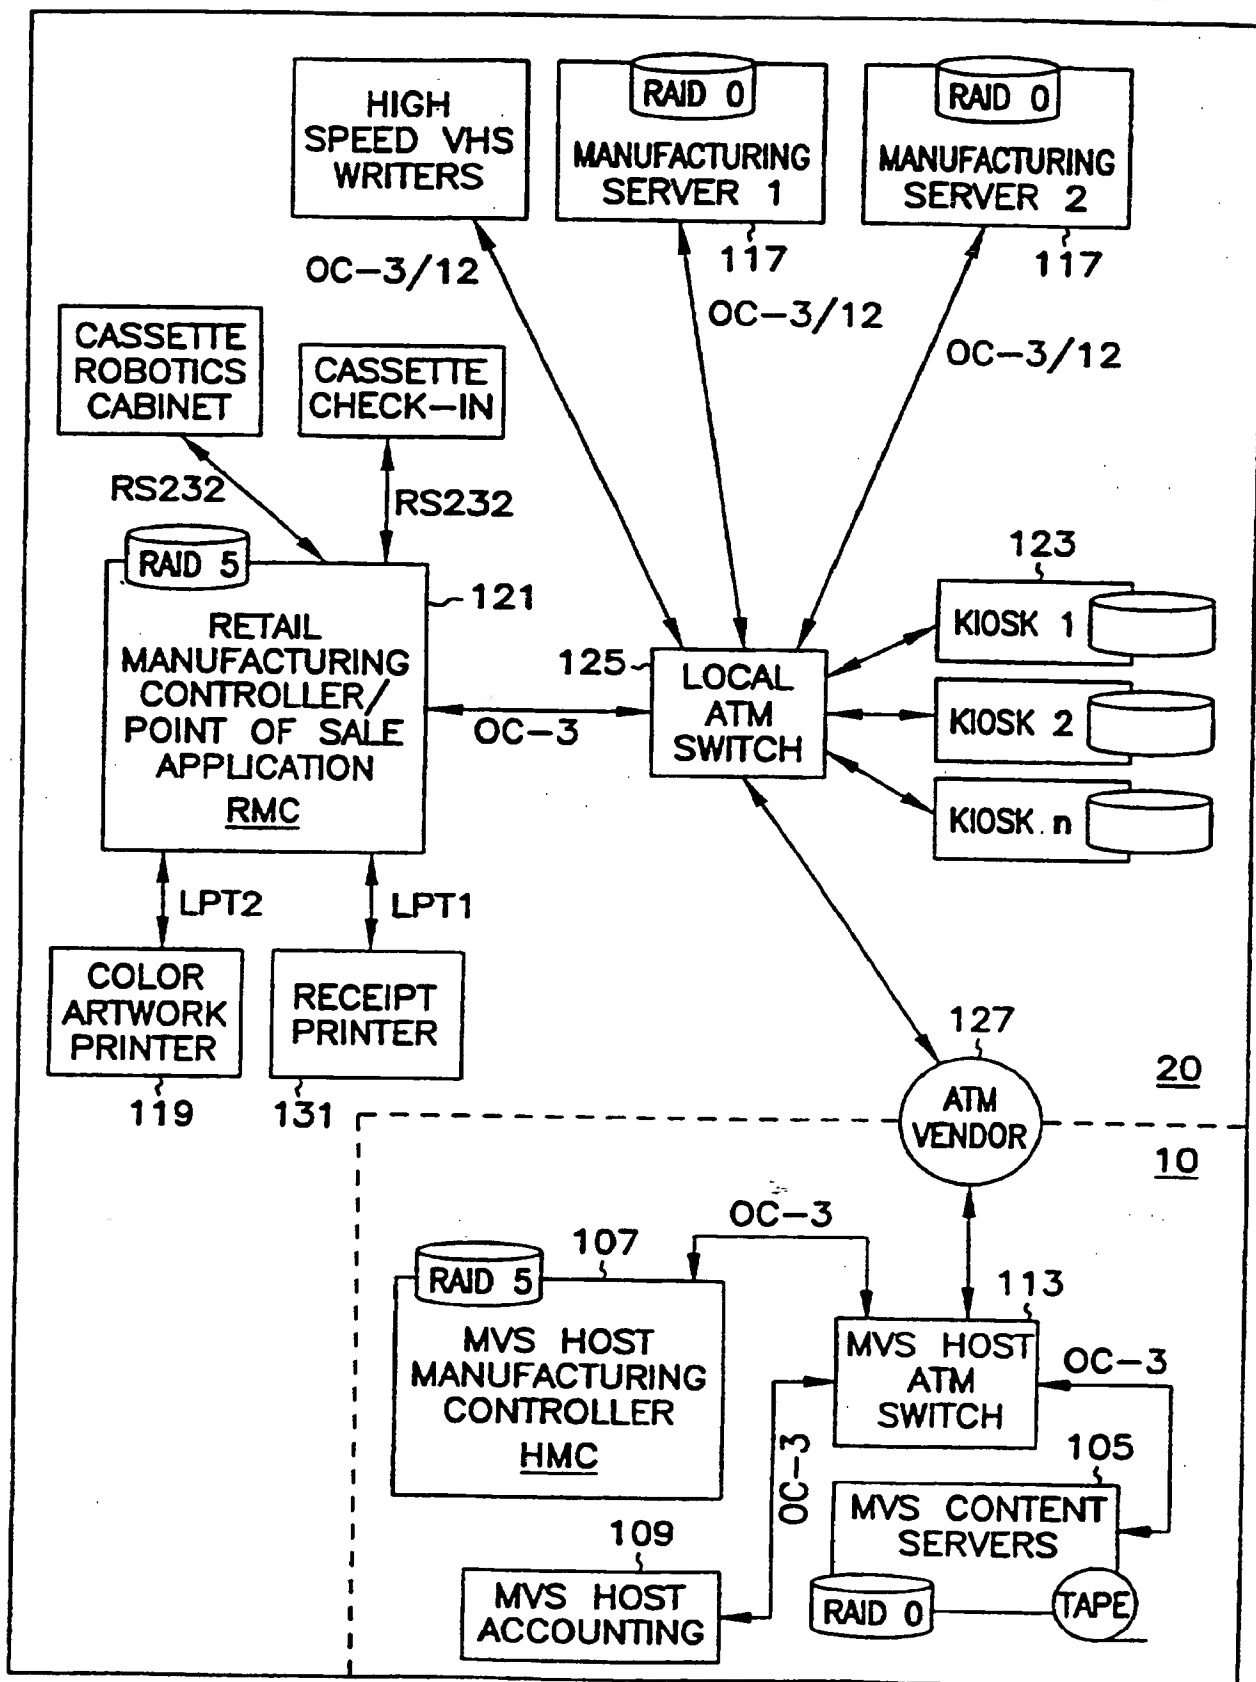 HIGH
SPEED VHS
WRITERS
RAID 0
MANUFACTURING
SERVER 1
RAID 0
MANUFACTURING
SERVER 2
117
117
OC-3/12
OC-3/12
OC-3/12
CASSETTE
ROBOTICS
CABINET
CASSETTE
CHECK-IN
RS232
RS232
RAID 5
121
RETAIL
MANUFACTURING
CONTROLLER/
POINT OF SALE
APPLICATION
RMC
OC-3
125
LOCAL
ATM
SWITCH
123
KIOSK 1
KIOSK 2
KIOSK n
LPT2
LPT1
COLOR
ARTWORK
PRINTER
119
RECEIPT
PRINTER
131
127
ATM
VENDOR
20
10
OC-3
107
RAID 5
MVS HOST
MANUFACTURING
CONTROLLER
HMC
113
MVS HOST
ATM
SWITCH
OC-3
OC-3
105
MVS CONTENT
SERVERS
RAID 0
TAPE
109
MVS HOST
ACCOUNTING